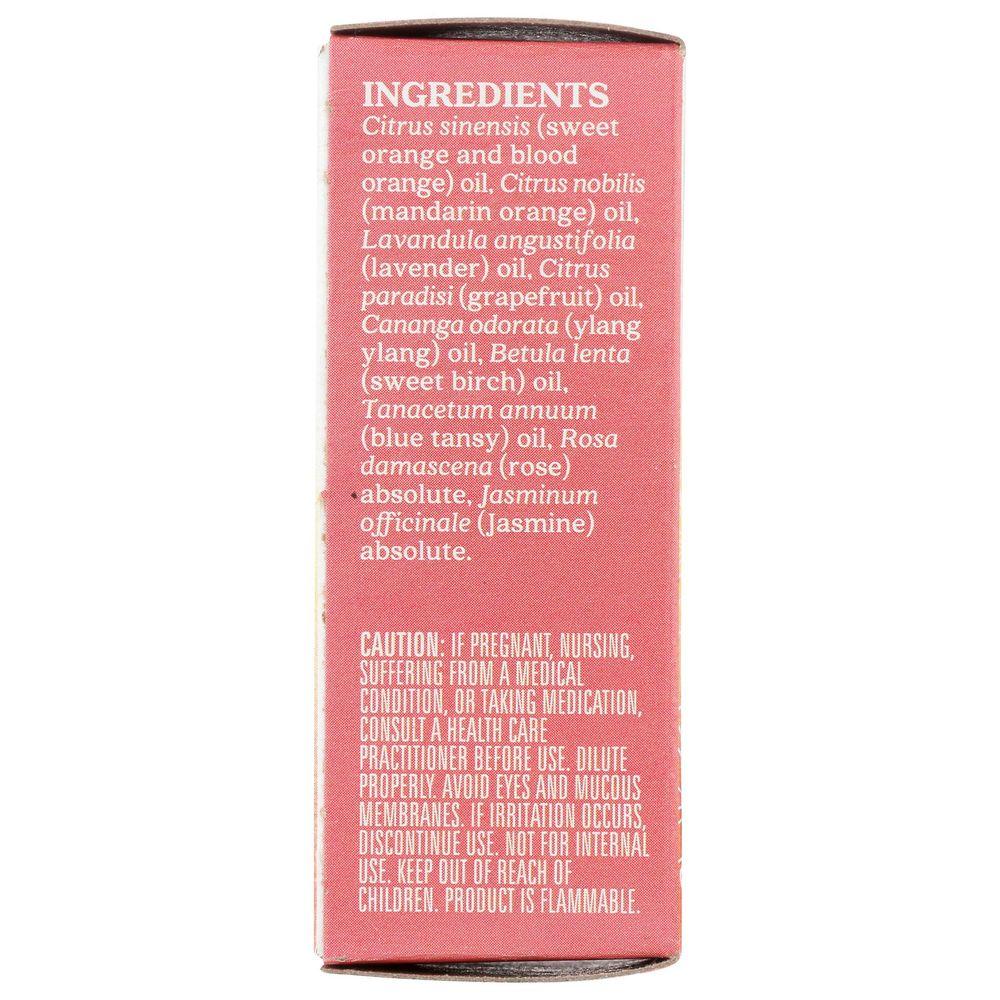 INGREDIENTS
Citrus sinensis (sweet
orange and blood
orange) oil, Citrus nobilis
(mandarin orange) oil,
Lavandula angustifolia
(lavender) oil, Citrus
paradisi (grapefruit) oil,
Cananga odorata (ylang
ylang) oil, Betula lenta
(sweet birch) oil,
Tanacetum annuum
(blue tansy) oil, Rosa
damascena (rose)
absolute, Jasminum
officinale (Jasmine)
absolute.
CAUTION: IF PREGNANT, NURSING,
SUFFERING FROM A MEDICAL
CONDITION, OR TAKING MEDICATION,
CONSULT A HEALTH CARE
PRACTITIONER BEFORE USE. DILUTE
PROPERLY. AVOID EYES AND MUCOUS
MEMBRANES. IF IRRITATION OCCURS,
DISCONTINUE USE. NOT FOR INTERNAL
USE. KEEP OUT OF REACH OF
CHILDREN. PRODUCT IS FLAMMABLE.